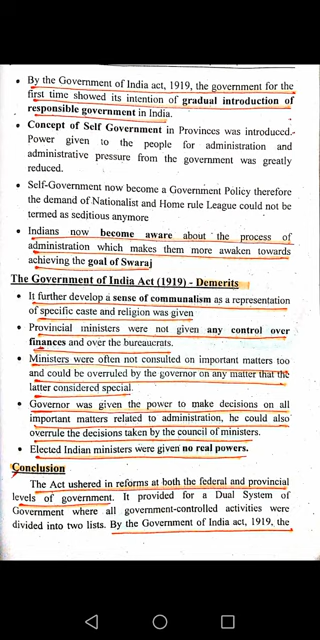 • By the Government of India act, 1919, the government for the
first time showed its intention of gradual introduction of
responsible government in India.
• Concept of Self Government in Provinces was introduced.
Power given to the people for administration and
administrative pressure from the government was greatly
reduced.
• Self-Government now become a Government Policy therefore
the demand of Nationalist and Home rule League could not be
termed as seditious anymore
• Indians now become aware about the process of
administration which makes them more awaken towards
achieving the goal of Swaraj
The Government of India Act (1919) - Demerits
• It further develop a sense of communalism as a representation
of specific caste and religion was given
• Provincial ministers were not given any control over
finances and over the bureaucrats.
• Ministers were often not consulted on important matters too
and could be overruled by the governor on any matter that the
latter considered special.
• Governor was given the power to make decisions on all
important matters related to administration, he could also
overrule the decisions taken by the council of ministers.
• Elected Indian ministers were given no real powers.
Conclusion
The Act ushered in reforms at both the federal and provincial
levels of government. It provided for a Dual System of
Government where all government-controlled activities were
divided into two lists. By the Government of India act, 1919, the